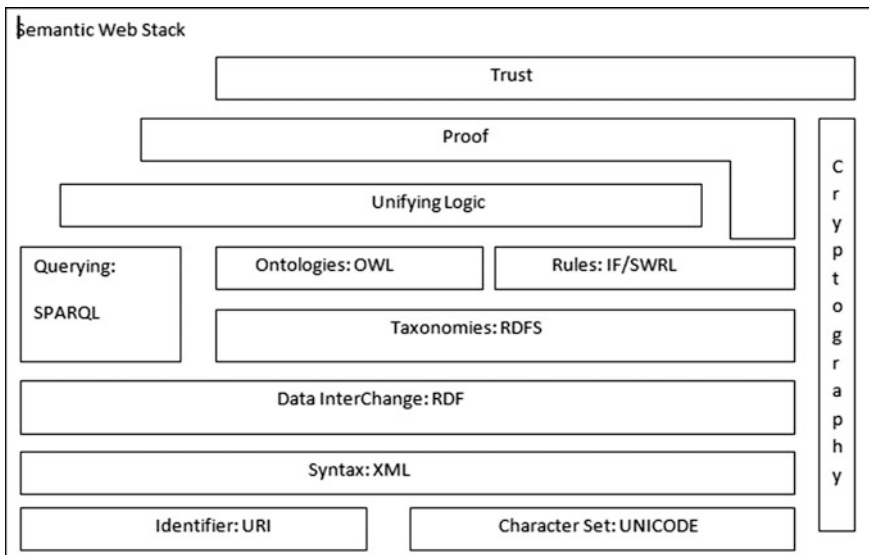 Semantic Web Stack
Trust
Proof
Unifying Logic
Querying:
SPARQL
Ontologies: OWL
Rules: IF/SWRL
Taxonomies: RDFS
Data InterChange: RDF
Syntax: XML
Identifier: URI
Character Set: UNICODE
Cryptography